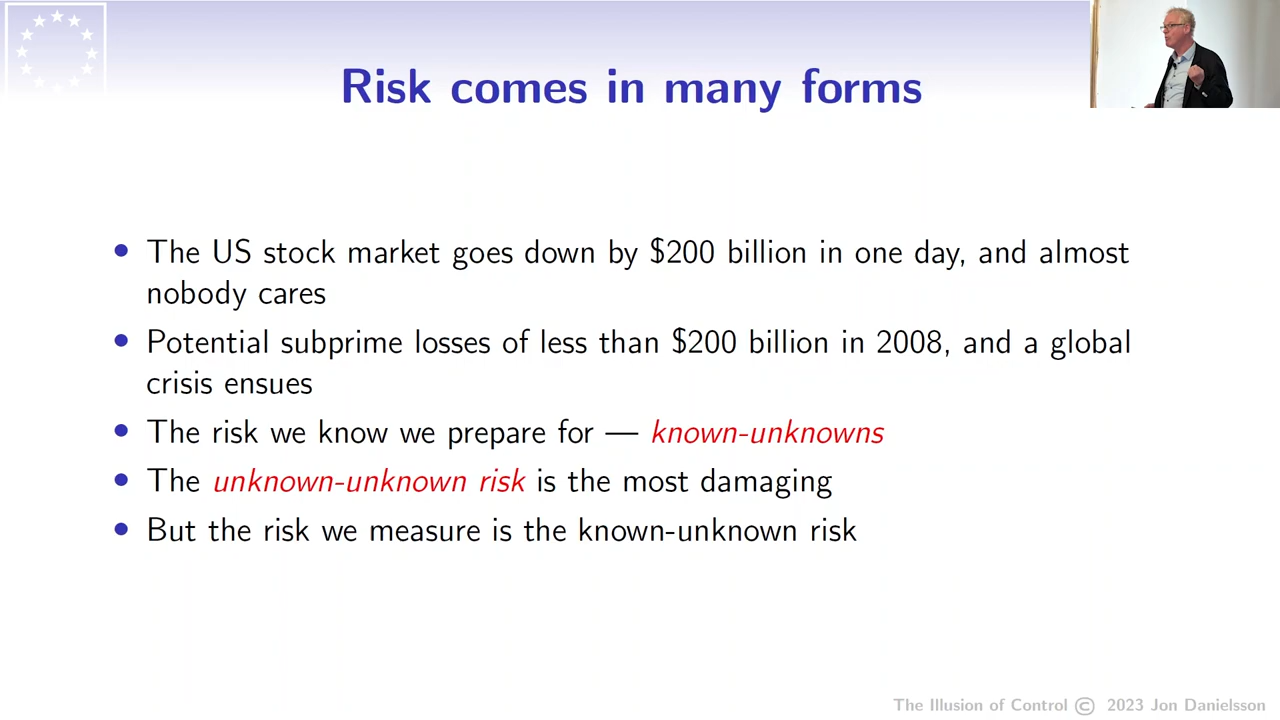 Risk comes in many forms
• The US stock market goes down by $200 billion in one day, and almost
nobody cares
• Potential subprime losses of less than $200 billion in 2008, and a global
crisis ensues
• The risk we know we prepare for — known-unknowns
• The unknown-unknown risk is the most damaging
• But the risk we measure is the known-unknown risk
The Illusion of Control © 2023 Jon Danielsson